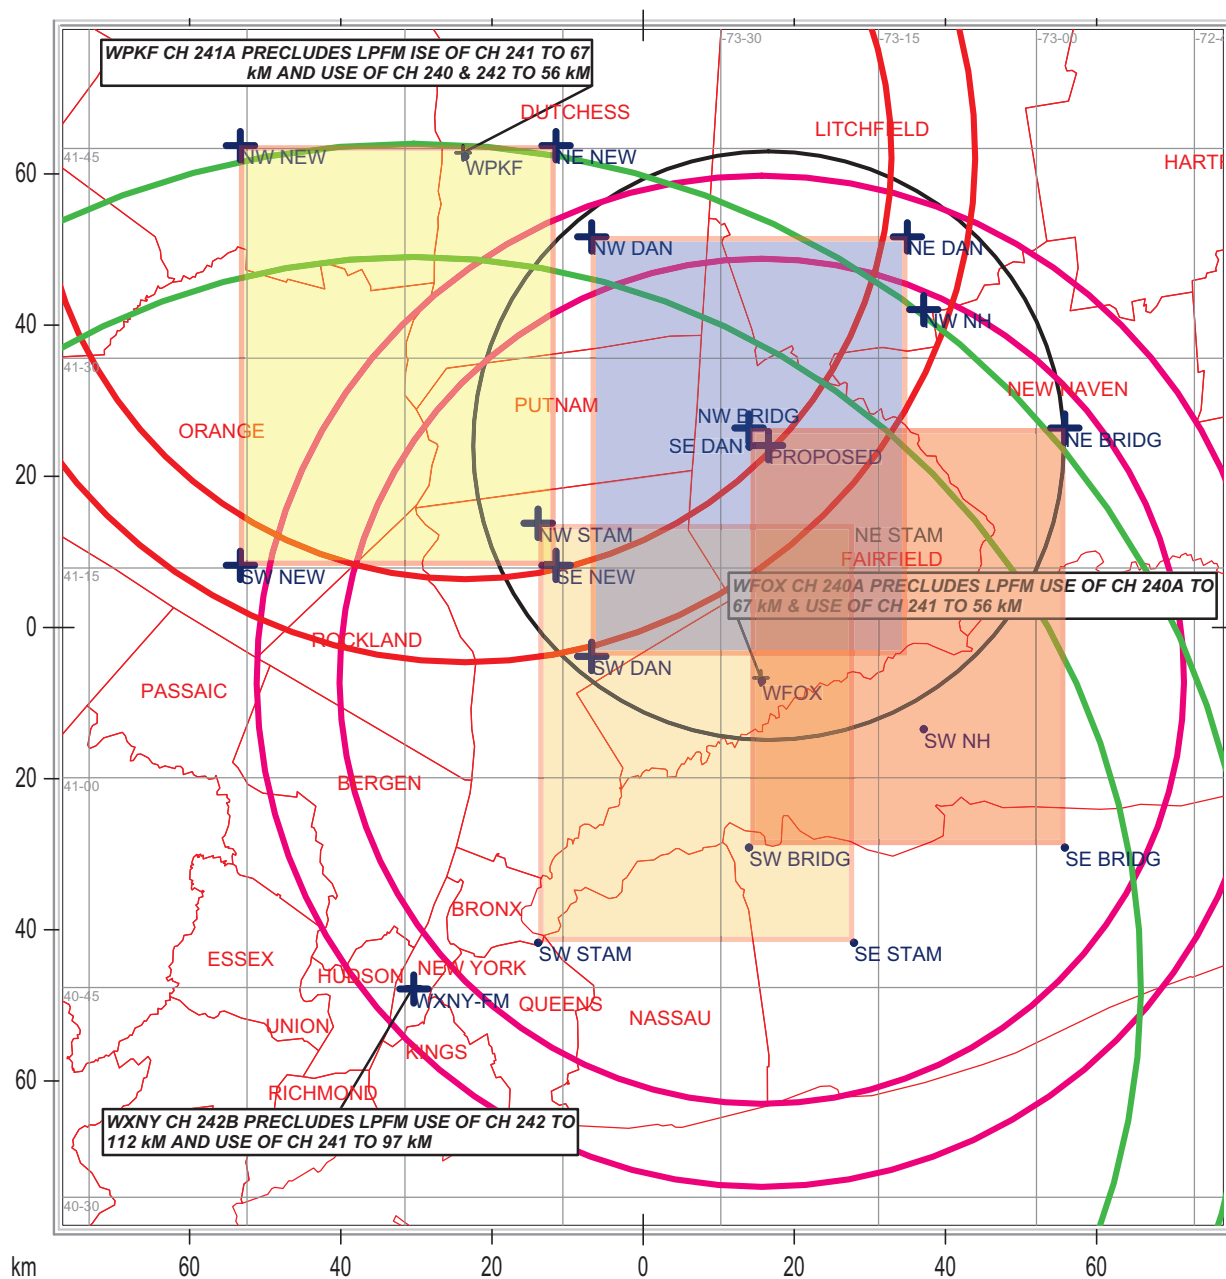 WPKF CH 241A PRECLUDES LPFM ISE OF CH 241 TO 67
kM AND USE OF CH 240 & 242 TO 56 kM
-73-30
-73-15
-73-00
DUTCHESS
LITCHFIELD
41-45
NW NEW
WPKF
NE NEW
60
NW DAN
NE DAN
NW NH
40
41-30
NEW HAVEN
PUTNAM
ORANGE
NW BRIDG
NE BRIDG
SE DAN
PROPOSED
20
NW STAM
NE STAM
FAIRFIELD
41-15
SW NEW
SE NEW
WFOX CH 240A PRECLUDES LPFM USE OF CH 240A TO
67 kM & USE OF CH 241 TO 56 KM
0
ROCKLAND
SW DAN
PASSAIC
WFOX
SW NH
20
41-00
BERGEN
SW BRIDG
SE BRIDG
BRONX
40
SW STAM
SE STAM
ESSEX
HUDSON
NEW YORK
40-45
WXNY-FM
QUEENS
NASSAU
UNION
KINGS
60
RICHMOND
WXNY CH 242B PRECLUDES LPFM USE OF CH 242 TO
112 kM AND USE OF CH 241 TO 97 kM
40-30
km
60
40
20
0
20
40
60